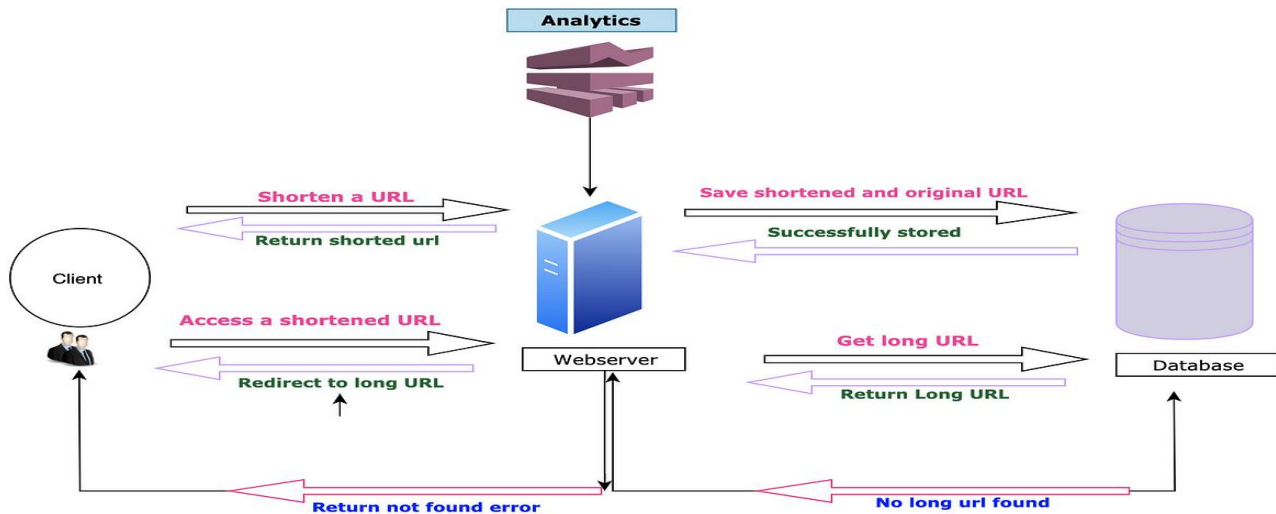 Analytics
Shorten a URL
Save shortened and original URL
Return shorted url
Successfully stored
Client
Access a shortened URL
Get long URL
Webserver
Database
Redirect to long URL
Return Long URL
Return not found error
No long url found